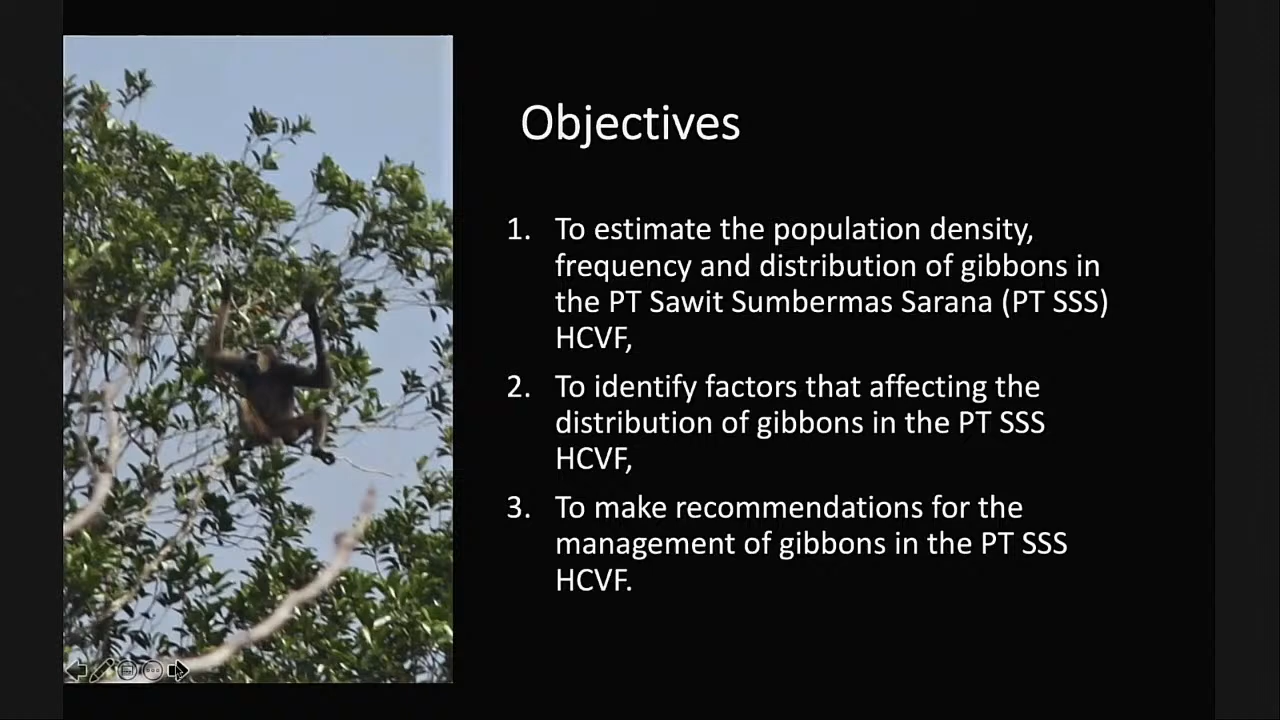 Objectives
1. To estimate the population density,
frequency and distribution of gibbons in
the PT Sawit Sumbermas Sarana (PT SSS)
HCVF,
2. To identify factors that affecting the
distribution of gibbons in the PT SSS
HCVF,
3. To make recommendations for the
management of gibbons in the PT SSS
HCVF.